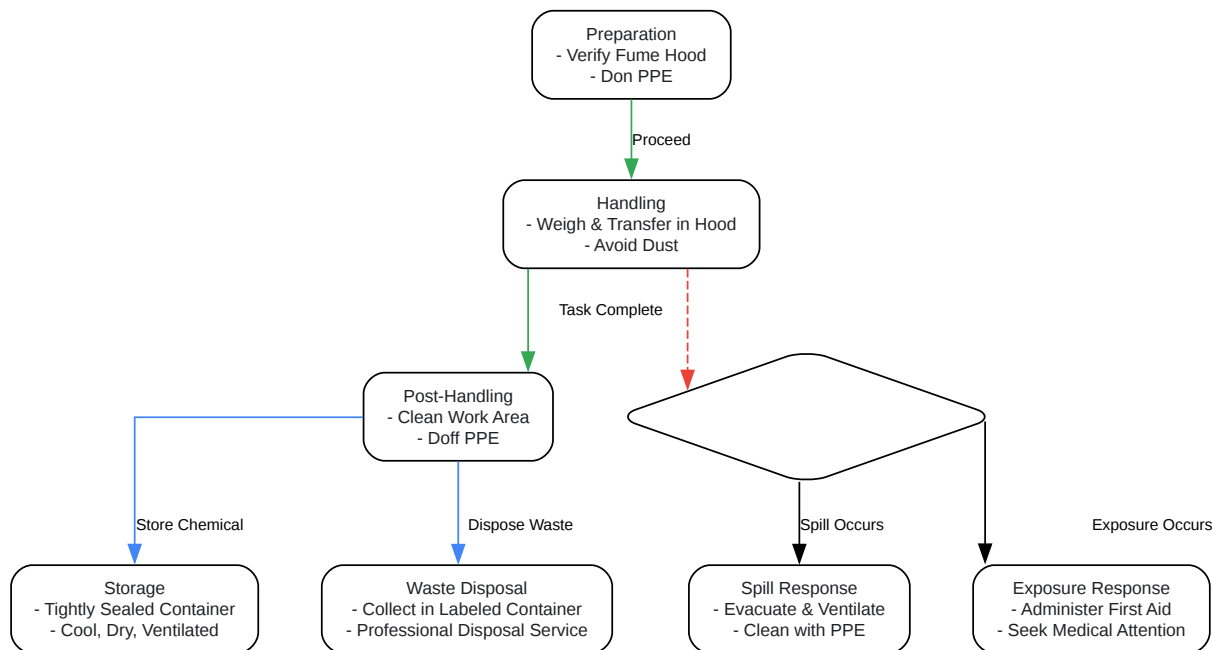 Preparation
- Verify Fume Hood
- Don PPE
Proceed
Handling
- Weigh & Transfer in Hood
- Avoid Dust
Task Complete
Post-Handling
- Clean Work Area
- Doff PPE
Store Chemical
Dispose Waste
Spill Occurs
Exposure Occurs
Storage
- Tightly Sealed Container
- Cool, Dry, Ventilated
Waste Disposal
- Collect in Labeled Container
- Professional Disposal Service
Spill Response
- Evacuate & Ventilate
- Clean with PPE
Exposure Response
- Administer First Aid
- Seek Medical Attention